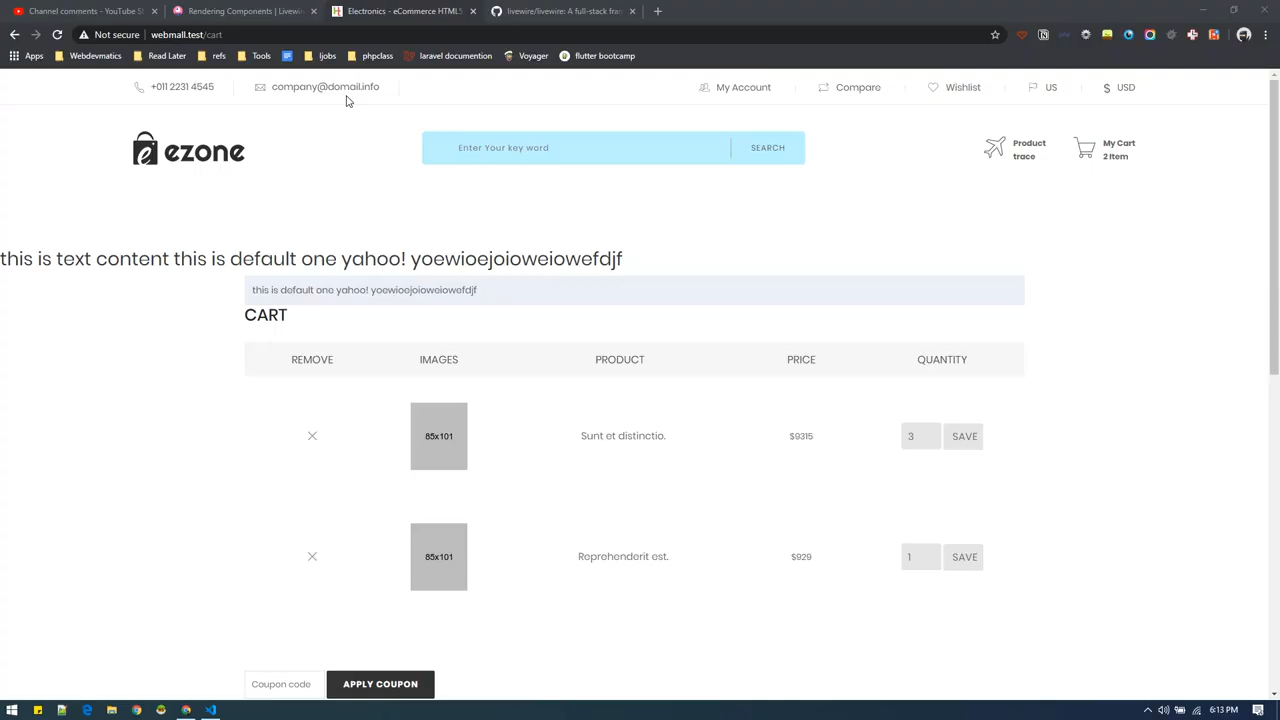 Channel comments - YouTube S
Rendering Components | Livewire
Electronics - eCommerce HTML5
livewire/livewire: A full-stack fram
Not secure
webmall.test/cart
Apps
Webdevmatics
Read Later
refs
Tools
ljobs
phpclass
laravel documention
Voyager
flutter bootcamp
+011 2231 4545
company@domail.info
My Account
Compare
Wishlist
US
$ USD
ezone
Enter Your key word
SEARCH
Product
trace
My Cart
2 Item
this is text content this is default one yahoo! yoewioejoioweiowefdjf
this is default one yahoo! yoewioejoioweiowefdjf
CART
REMOVE IMAGES PRODUCT PRICE QUANTITY
85x101 Sunt et distinctio. $9315 3 SAVE
85x101 Reprehenderit est. $929 1 SAVE
Coupon code APPLY COUPON
6:13 PM